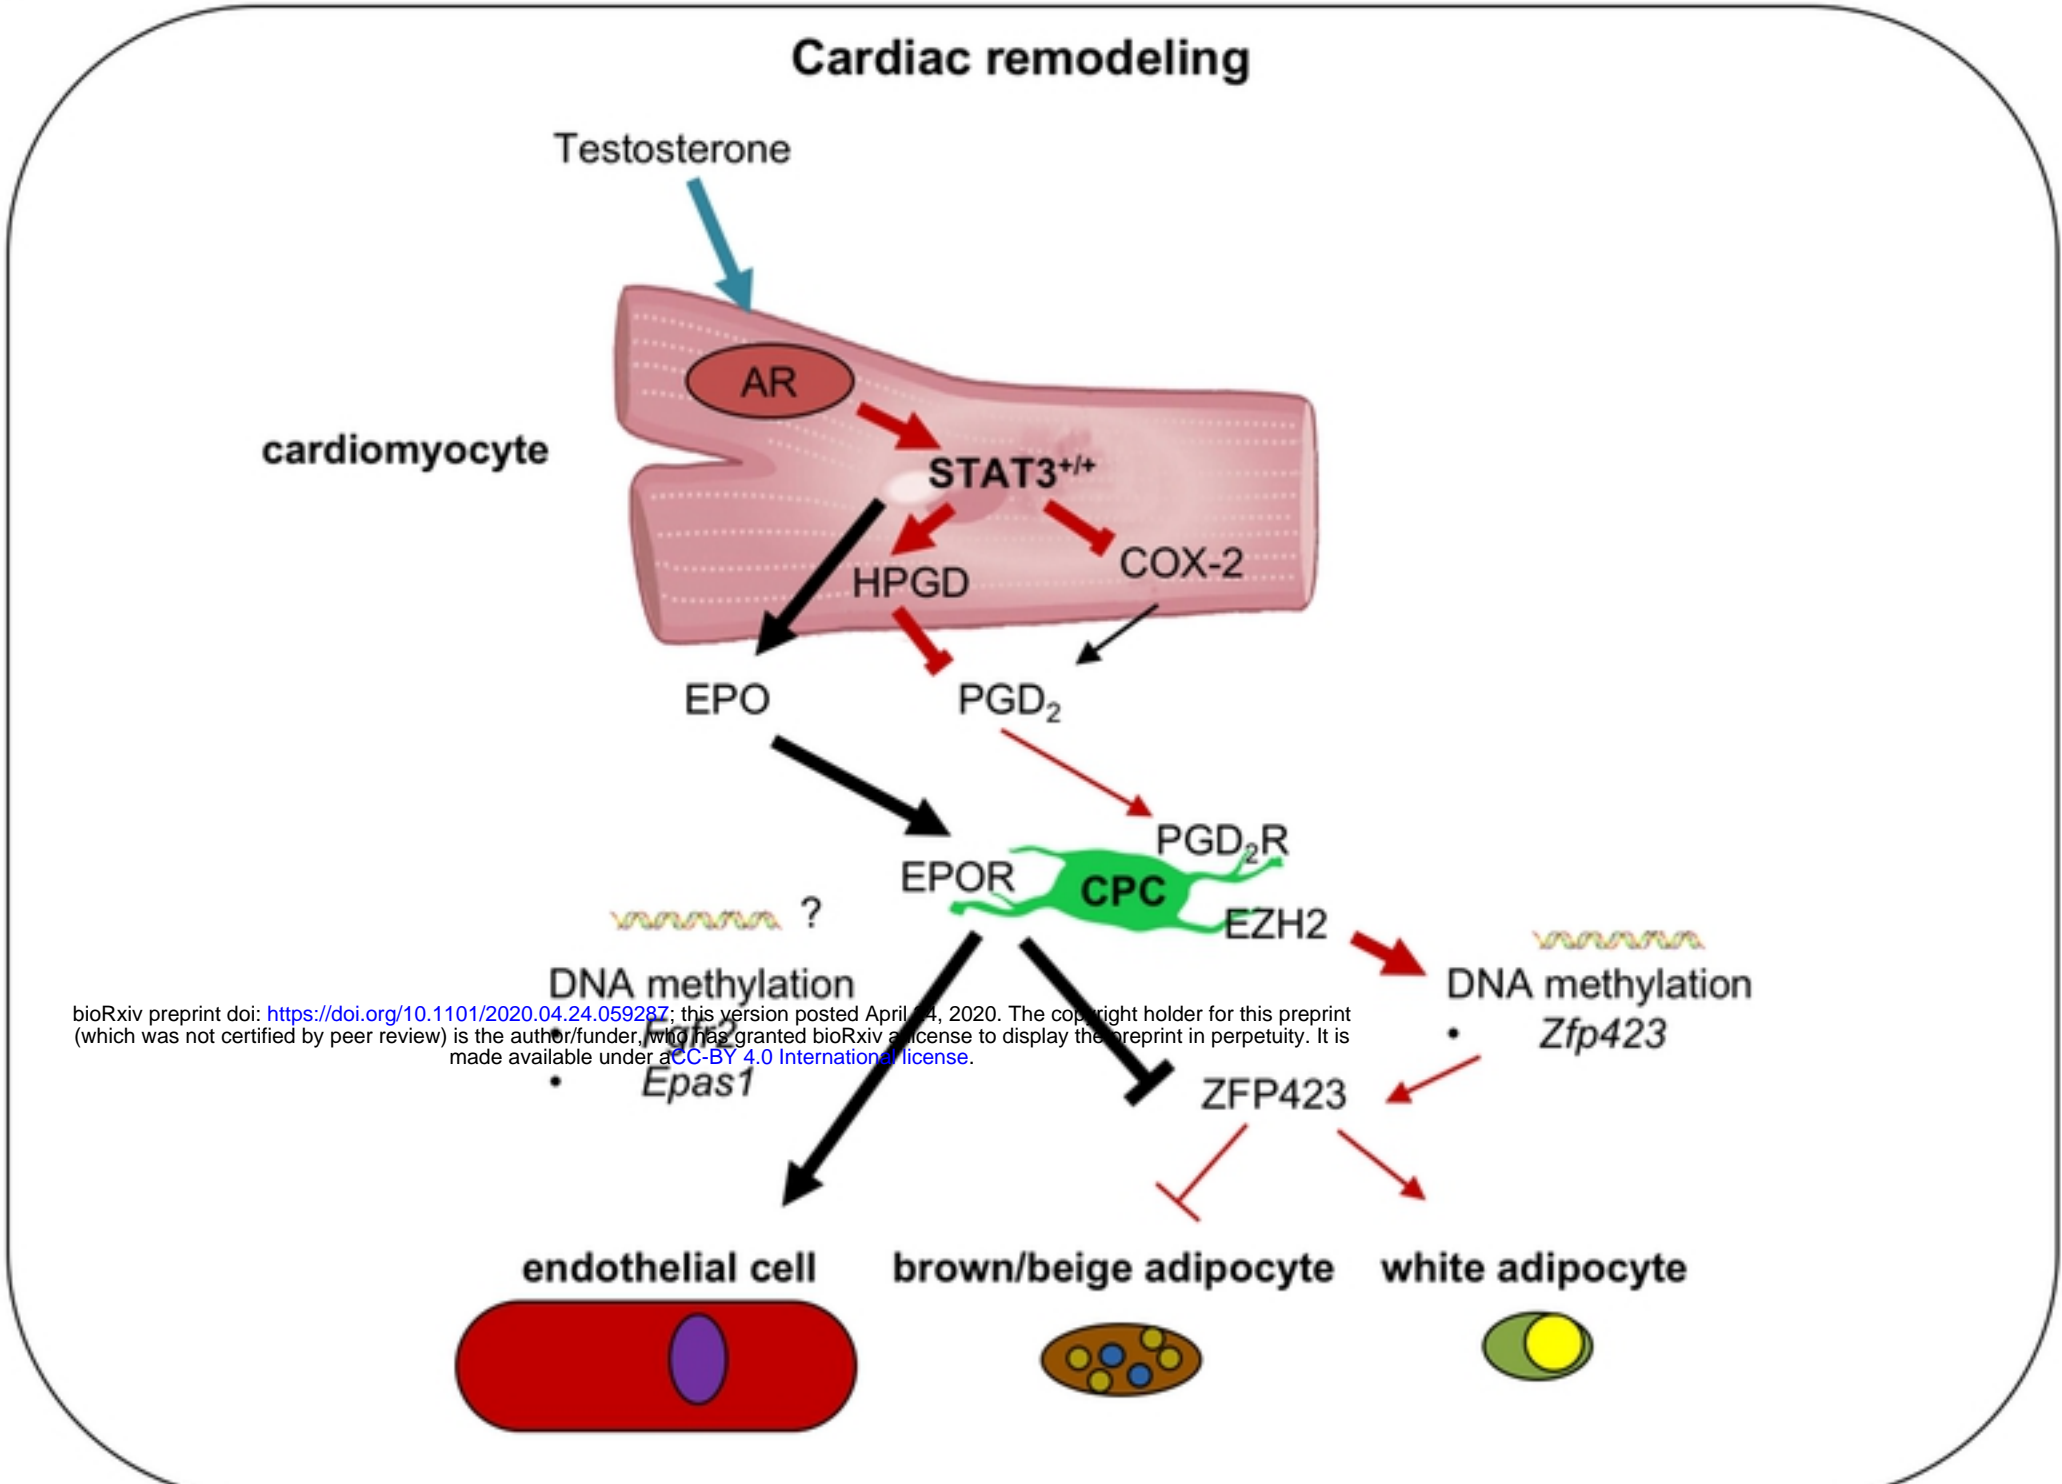 Cardiac remodeling
Testosterone
AR
cardiomyocyte
STAT3+/+
COX-2
HPGD
EPO
PGD2
PGD2R
EPOR
CPC
EZH2
?
DNA methylation
DNA methylation
bioRxiv preprint doi: https://doi.org/10.1101/2020.04.24.059287; this version posted April 24, 2020. The copyright holder for this preprint
(which was not certified by peer review) is the author/funder, who has granted bioRxiv a license to display the preprint in perpetuity. It is
made available under aCC-BY 4.0 International license.
• Fgfr2
• Zfp423
• Epas1
ZFP423
endothelial cell
brown/beige adipocyte
white adipocyte